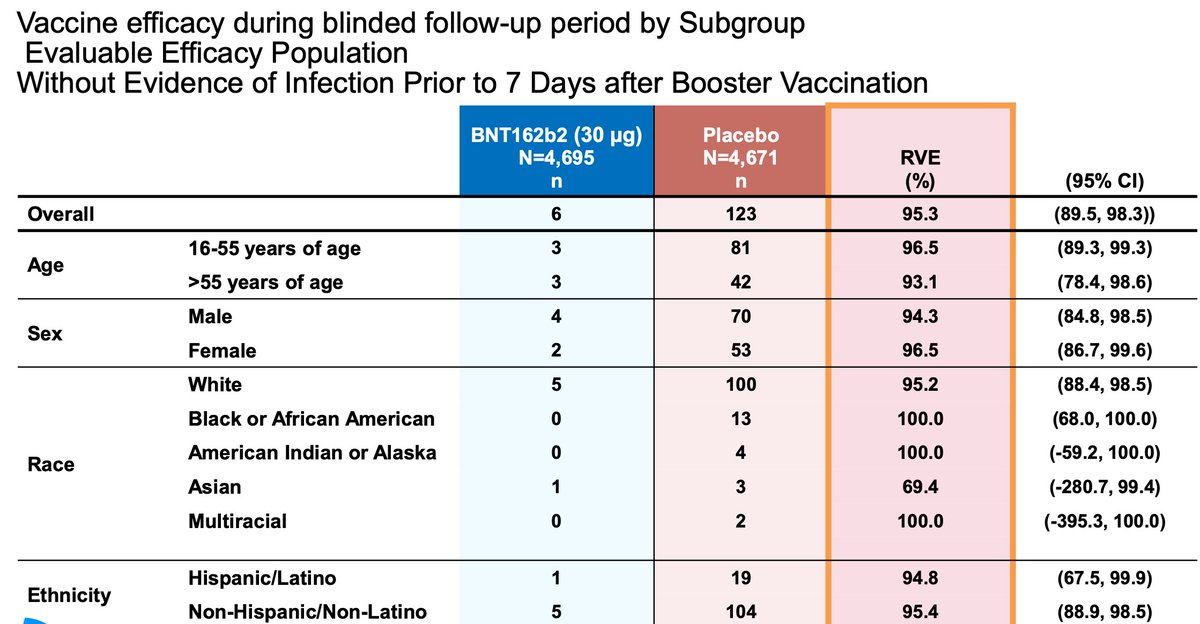 Vaccine efficacy during blinded follow-up period by Subgroup
Evaluable Efficacy Population
Without Evidence of Infection Prior to 7 Days after Booster Vaccination
BNT162b2 (30 µg) N=4,695 n Placebo N=4,671 n RVE (%) (95% CI)
Overall 6 123 95.3 (89.5, 98.3))
Age
16-55 years of age 3 81 96.5 (89.3, 99.3)
>55 years of age 3 42 93.1 (78.4, 98.6)
Sex
Male 4 70 94.3 (84.8, 98.5)
Female 2 53 96.5 (86.7, 99.6)
Race
White 5 100 95.2 (88.4, 98.5)
Black or African American 0 13 100.0 (68.0, 100.0)
American Indian or Alaska 0 4 100.0 (-59.2, 100.0)
Asian 1 3 69.4 (-280.7, 99.4)
Multiracial 0 2 100.0 (-395.3, 100.0)
Ethnicity
Hispanic/Latino 1 19 94.8 (67.5, 99.9)
Non-Hispanic/Non-Latino 5 104 95.4 (88.9, 98.5)